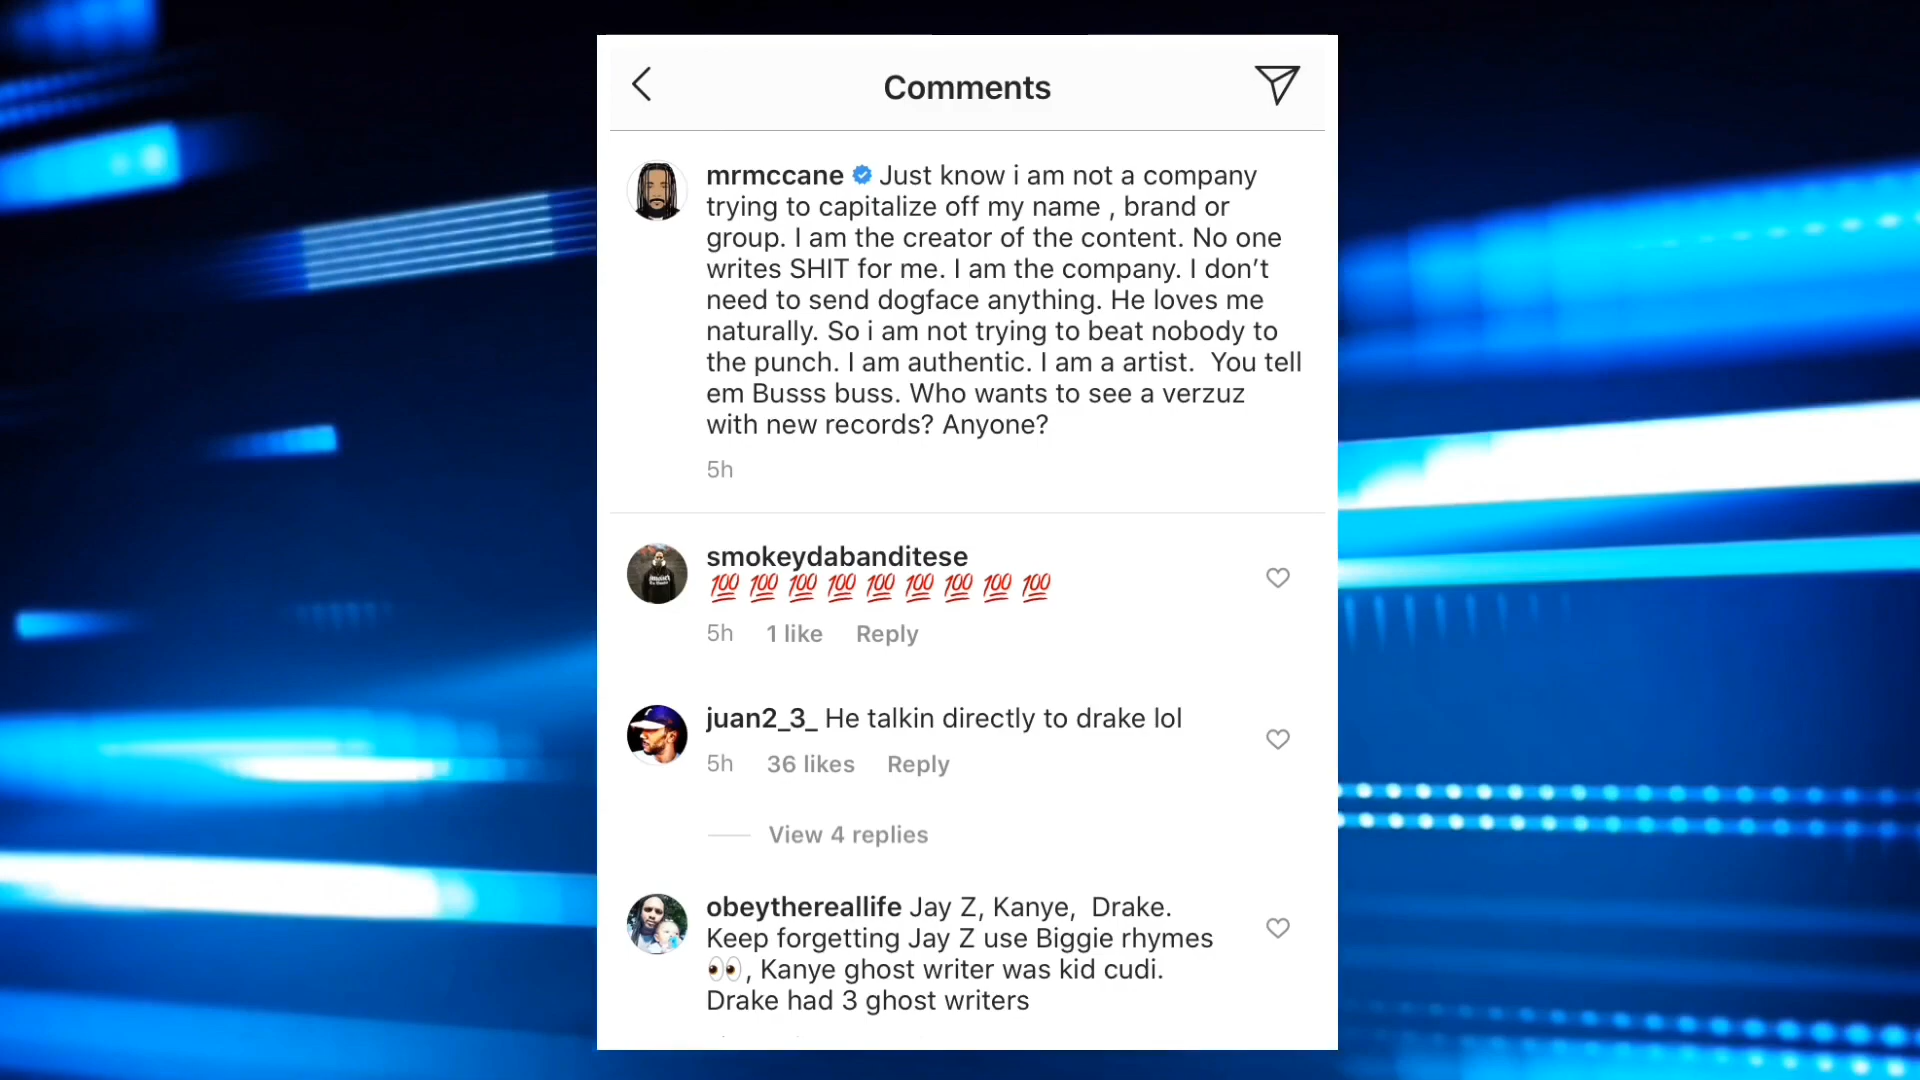 Comments
mrmccane Just know i am not a company
trying to capitalize off my name , brand or
group. I am the creator of the content. No one
writes SHIT for me. I am the company. I don’t
need to send dogface anything. He loves me
naturally. So i am not trying to beat nobody to
the punch. I am authentic. I am a artist.  You tell
em Busss buss. Who wants to see a verzuz
with new records? Anyone?
5h
smokeydabanditese
💯 💯 💯 💯 💯 💯 💯 💯 💯
5h 1 like Reply
juan2_3_ He talkin directly to drake lol
5h 36 likes Reply
View 4 replies
obeythereallife Jay Z, Kanye,  Drake.
Keep forgetting Jay Z use Biggie rhymes
👀, Kanye ghost writer was kid cudi.
Drake had 3 ghost writers